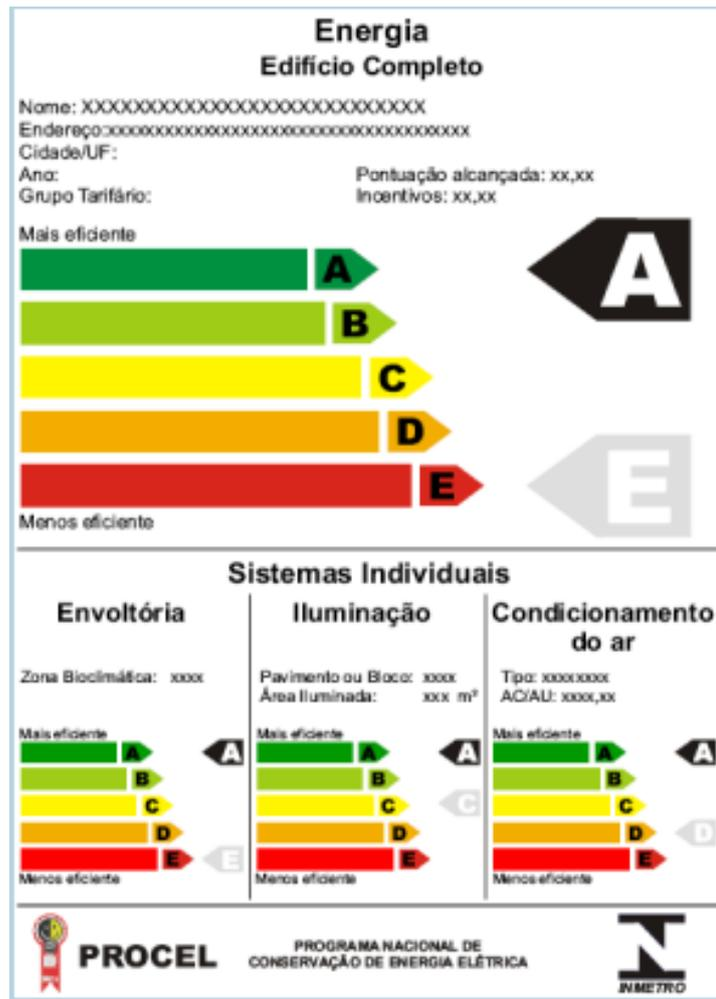 Energia
Edifício Completo
Nome: XXXXXXXXXXXXXXXXXXXXXXXXXXX
Endereço:xxxxxxxxxxxxxxxxxxxxxxxxxxxxxxxxxxxxxxx
Cidade/UF:
Ano: Pontuação alcançada: xx,xx
Grupo Tarifário: Incentivos: xx,xx
Mais eficiente
A A
B
C
D
E E
Menos eficiente
Sistemas Individuais
Envoltória
Zona Bioclimática: xxxx
Mais eficiente
A A
B
C
D
E E
Menos eficiente
Iluminação
Pavimento ou Bloco: xxxx
Área Iluminada: xxx m²
Mais eficiente
A A
B
C C
D
E
Menos eficiente
Condicionamento
do ar
Tipo: xxxxxxxx
AC/AU: xxxx,xx
Mais eficiente
A A
B
C
D D
E
Menos eficiente
PROCEL
PROGRAMA NACIONAL DE
CONSERVAÇÃO DE ENERGIA ELÉTRICA
INMETRO